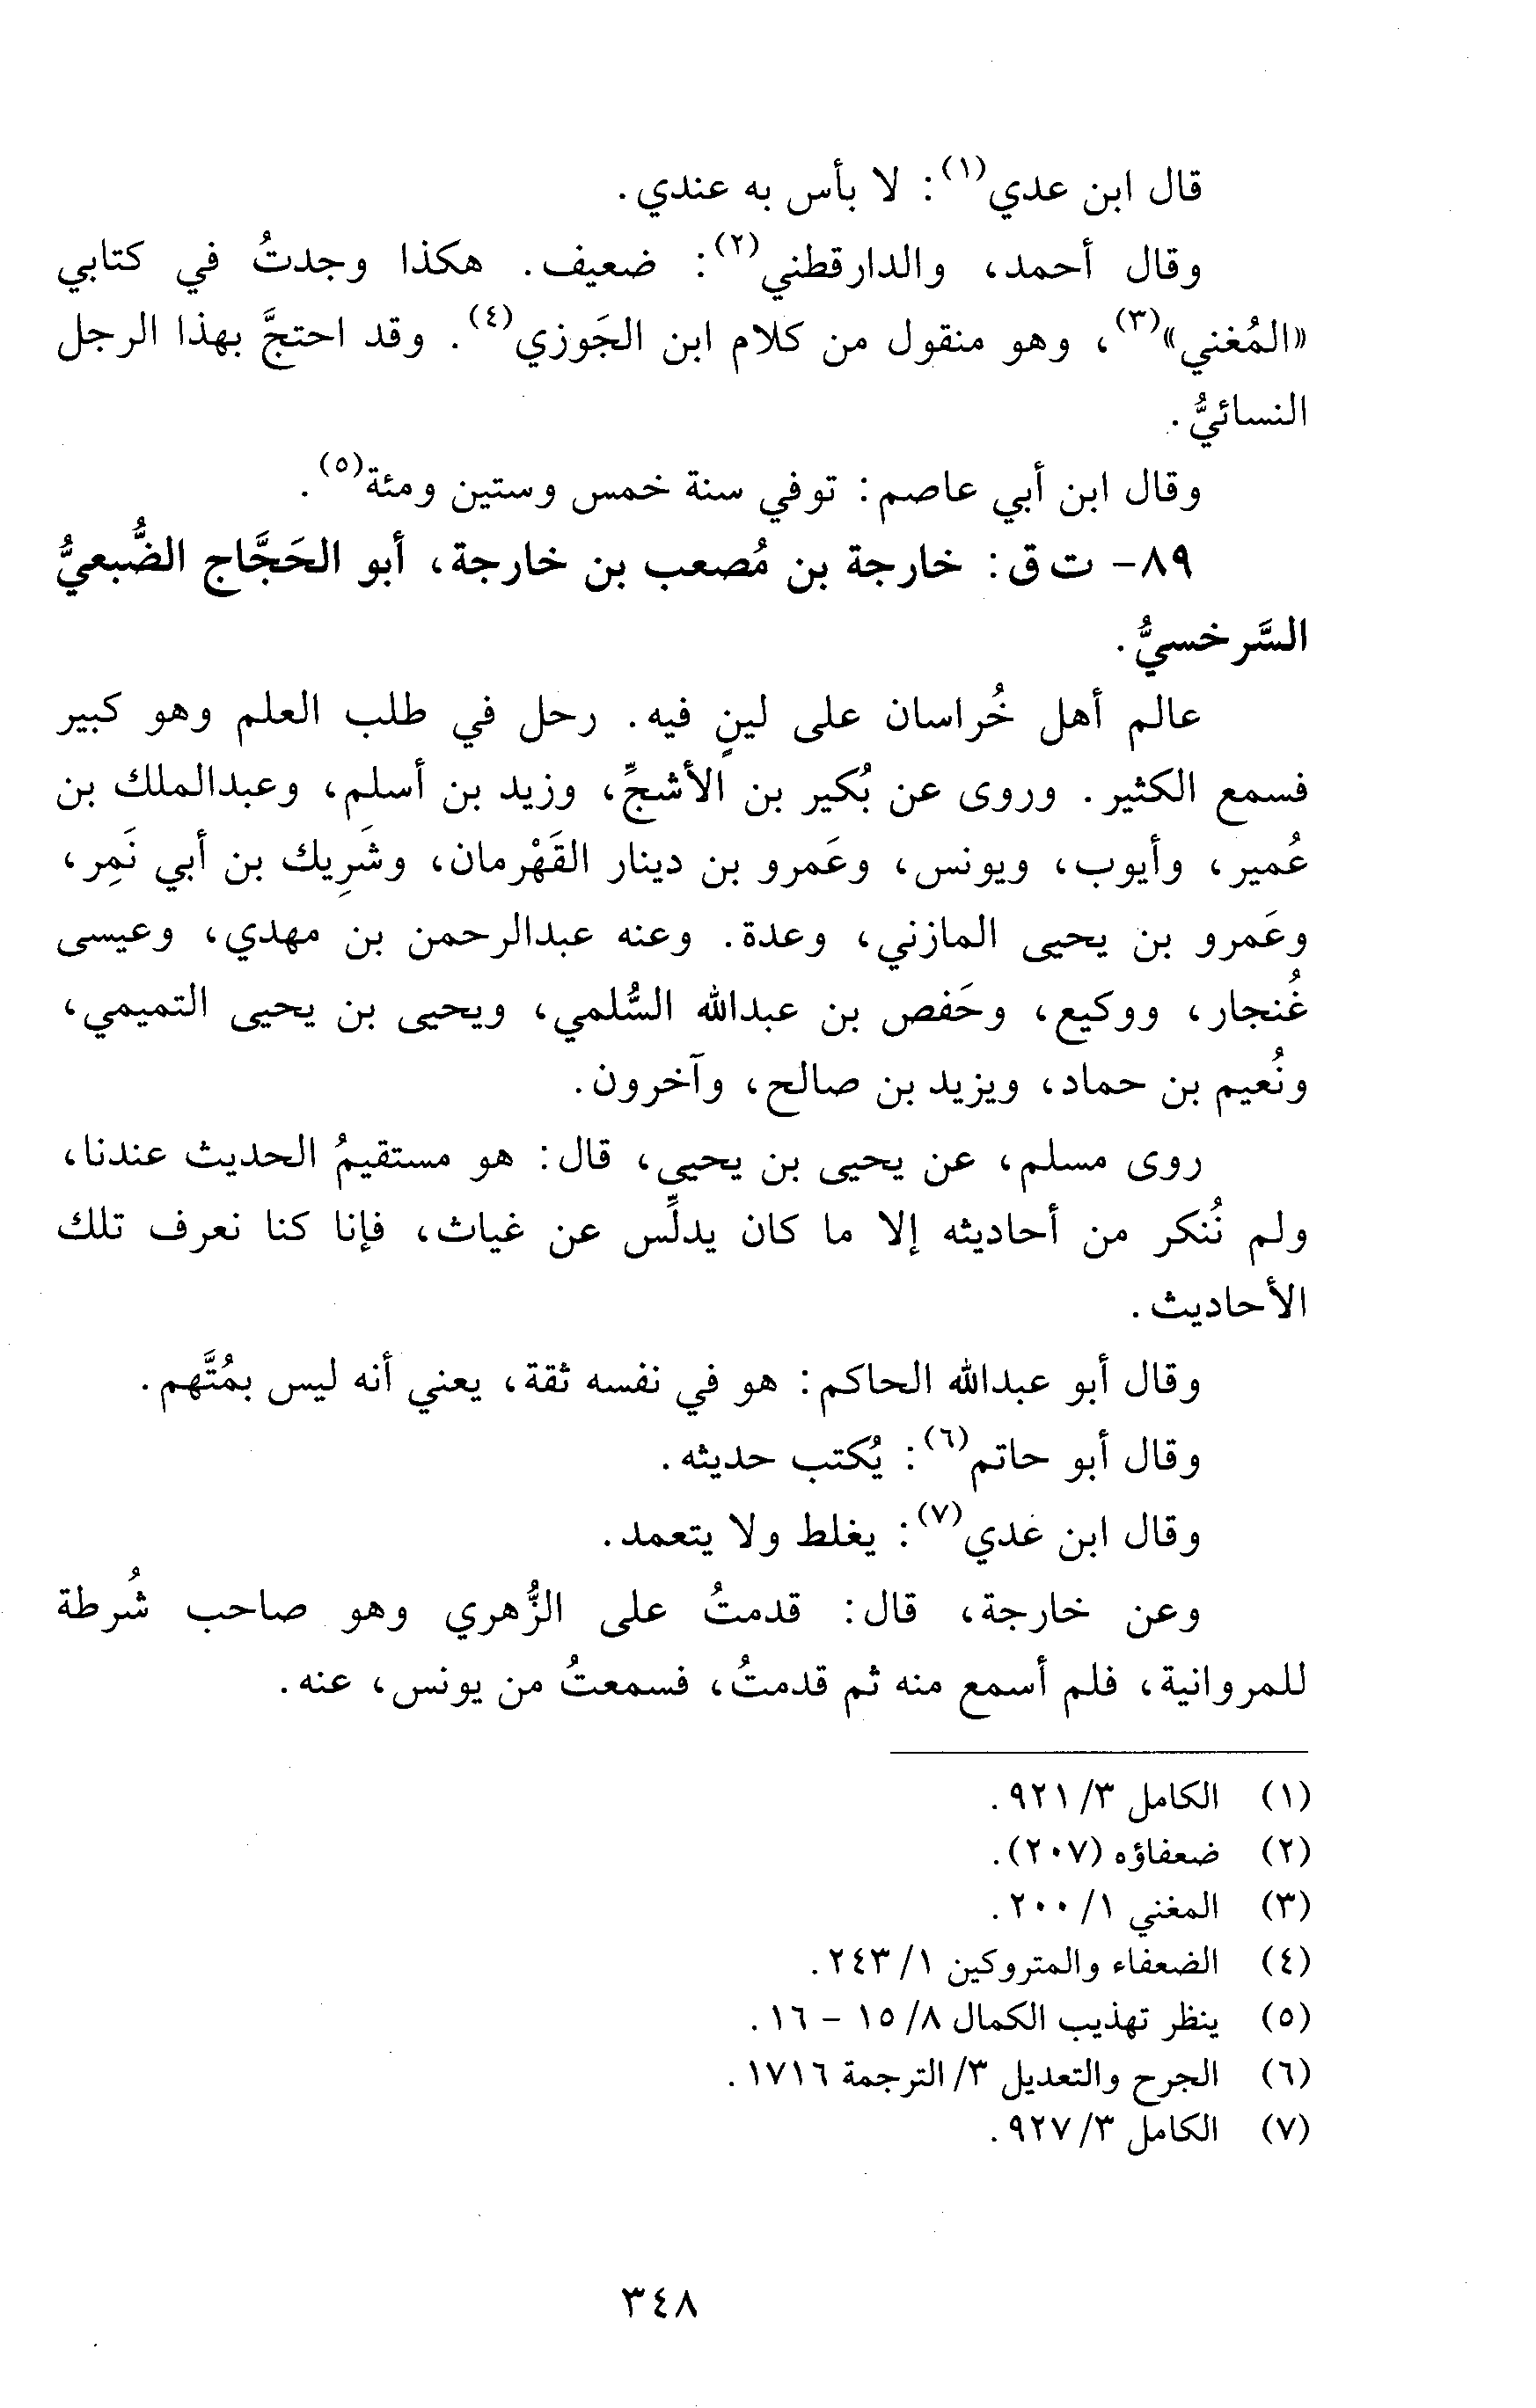 قال ابن عدي(١): لا بأس به عندي.
وقال أحمد، والدارقطني(٢): ضعيف. هكذا وجدتُ في كتابي
«المُغني»(٣)، وهو منقول من كلام ابن الجَوزي(٤). وقد احتجَّ بهذا الرجل
النسائيُّ.
وقال ابن أبي عاصم: توفي سنة خمس وستين ومئة(٥).
٨٩- ت ق: خارجة بن مُصعب بن خارجة، أبو الحَجَّاج الضُّبعيُّ
السَّرخسيُّ.
عالم أهل خُراسان على لينٍ فيه. رحل في طلب العلم وهو كبير
فسمع الكثير. وروى عن بُكير بن الأشجِّ، وزيد بن أسلم، وعبدالملك بن
عُمير، وأيوب، ويونس، وعَمرو بن دينار القَهْرمان، وشَرِيك بن أبي نَمِر،
وعَمرو بن يحيى المازني، وعدة. وعنه عبدالرحمن بن مهدي، وعيسى
غُنجار، ووكيع، وحَفص بن عبدالله السُّلمي، ويحيى بن يحيى التميمي،
ونُعيم بن حماد، ويزيد بن صالح، وآخرون.
روى مسلم، عن يحيى بن يحيى، قال: هو مستقيمُ الحديث عندنا،
ولم نُنكر من أحاديثه إلا ما كان يدلِّس عن غياث، فإنا كنا نعرف تلك
الأحاديث.
وقال أبو عبدالله الحاكم: هو في نفسه ثقة، يعني أنه ليس بمُتَّهم.
وقال أبو حاتم(٦): يُكتب حديثه.
وقال ابن عدي(٧): يغلط ولا يتعمد.
وعن خارجة، قال: قدمتُ على الزُّهري وهو صاحب شُرطة
للمروانية، فلم أسمع منه ثم قدمتُ، فسمعتُ من يونس، عنه.
(١) الكامل ٣/ ٩٢١.
(٢) ضعفاؤه (٢٠٧).
(٣) المغني ١/ ٢٠٠.
(٤) الضعفاء والمتروكين ١/ ٢٤٣.
(٥) ينظر تهذيب الكمال ٨/ ١٥ - ١٦.
(٦) الجرح والتعديل ٣/ الترجمة ١٧١٦.
(٧) الكامل ٣/ ٩٢٧.
٣٤٨